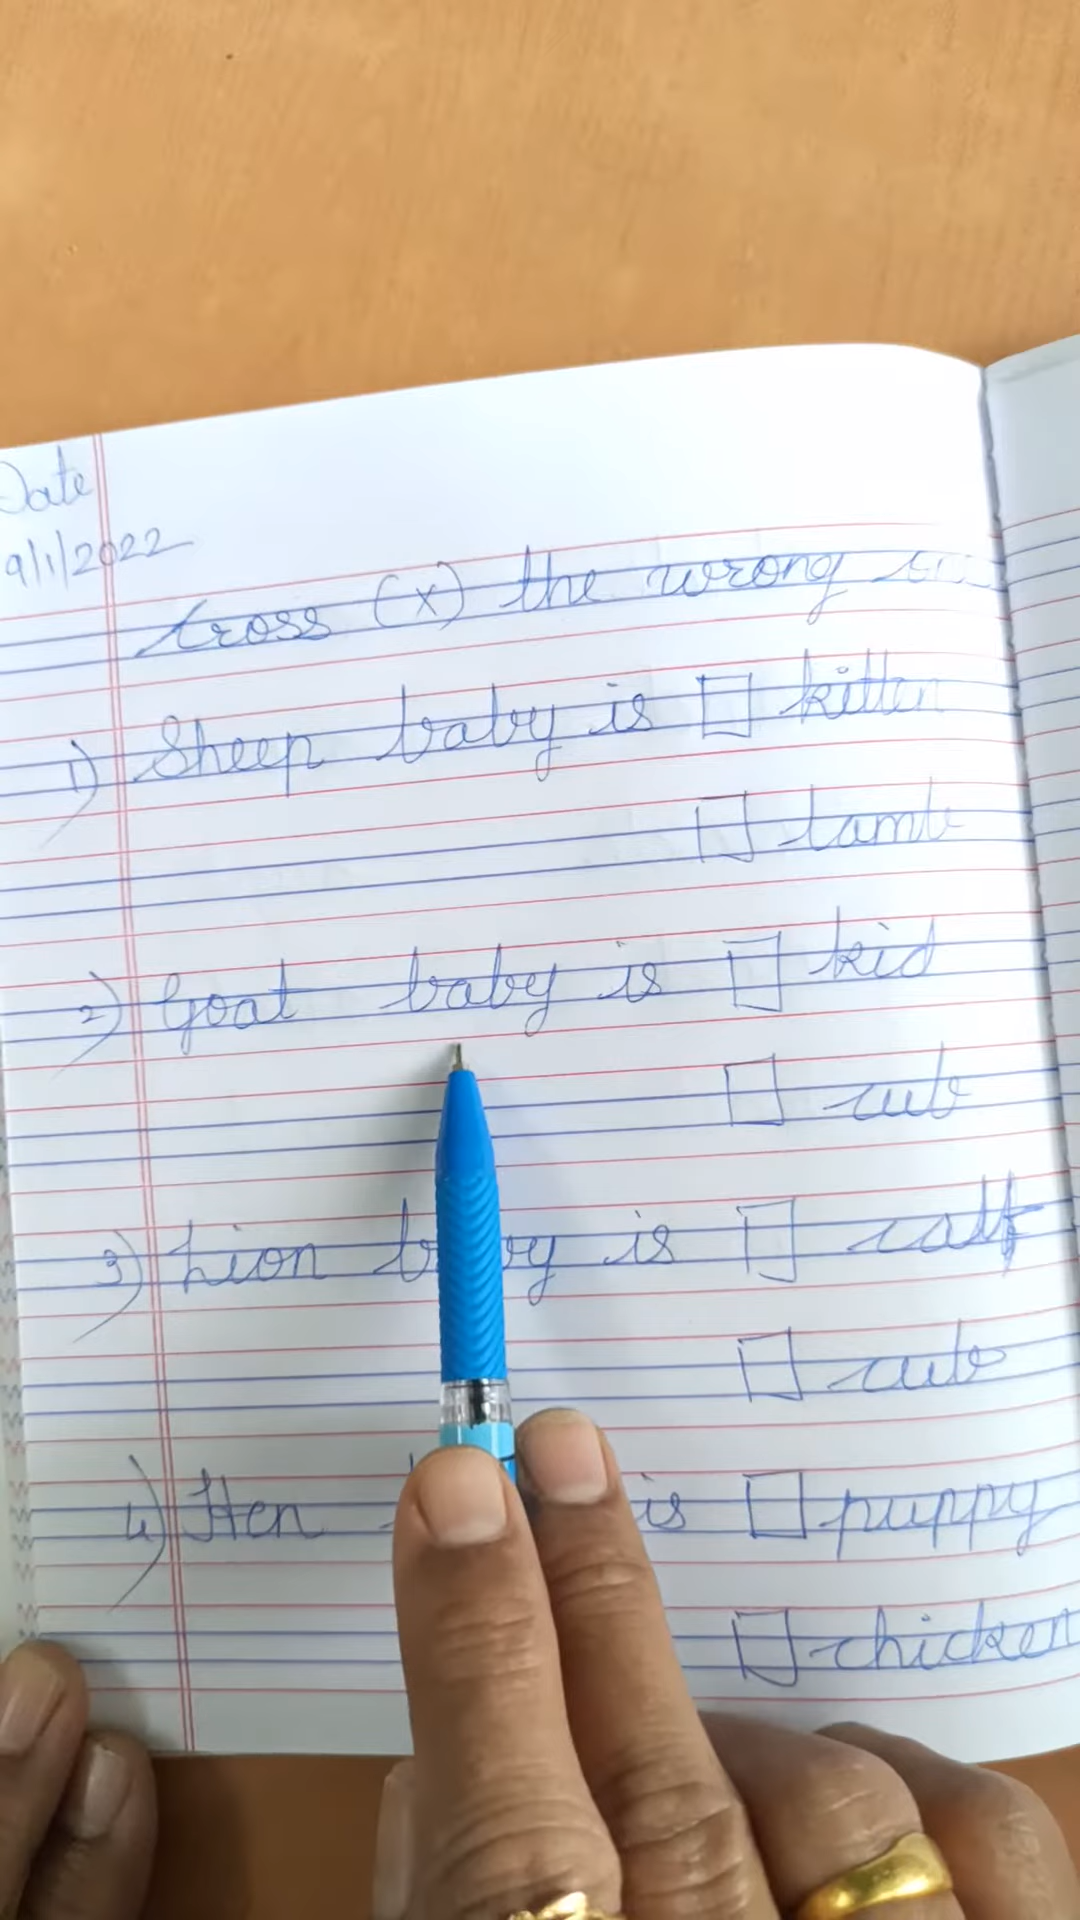 Date
9/1/2022
Cross (x) the wrong
1) Sheep baby is kitten
lamb
2) Goat baby is kid
cub
3) Lion baby is calf
cub
4) Hen is puppy
chicken